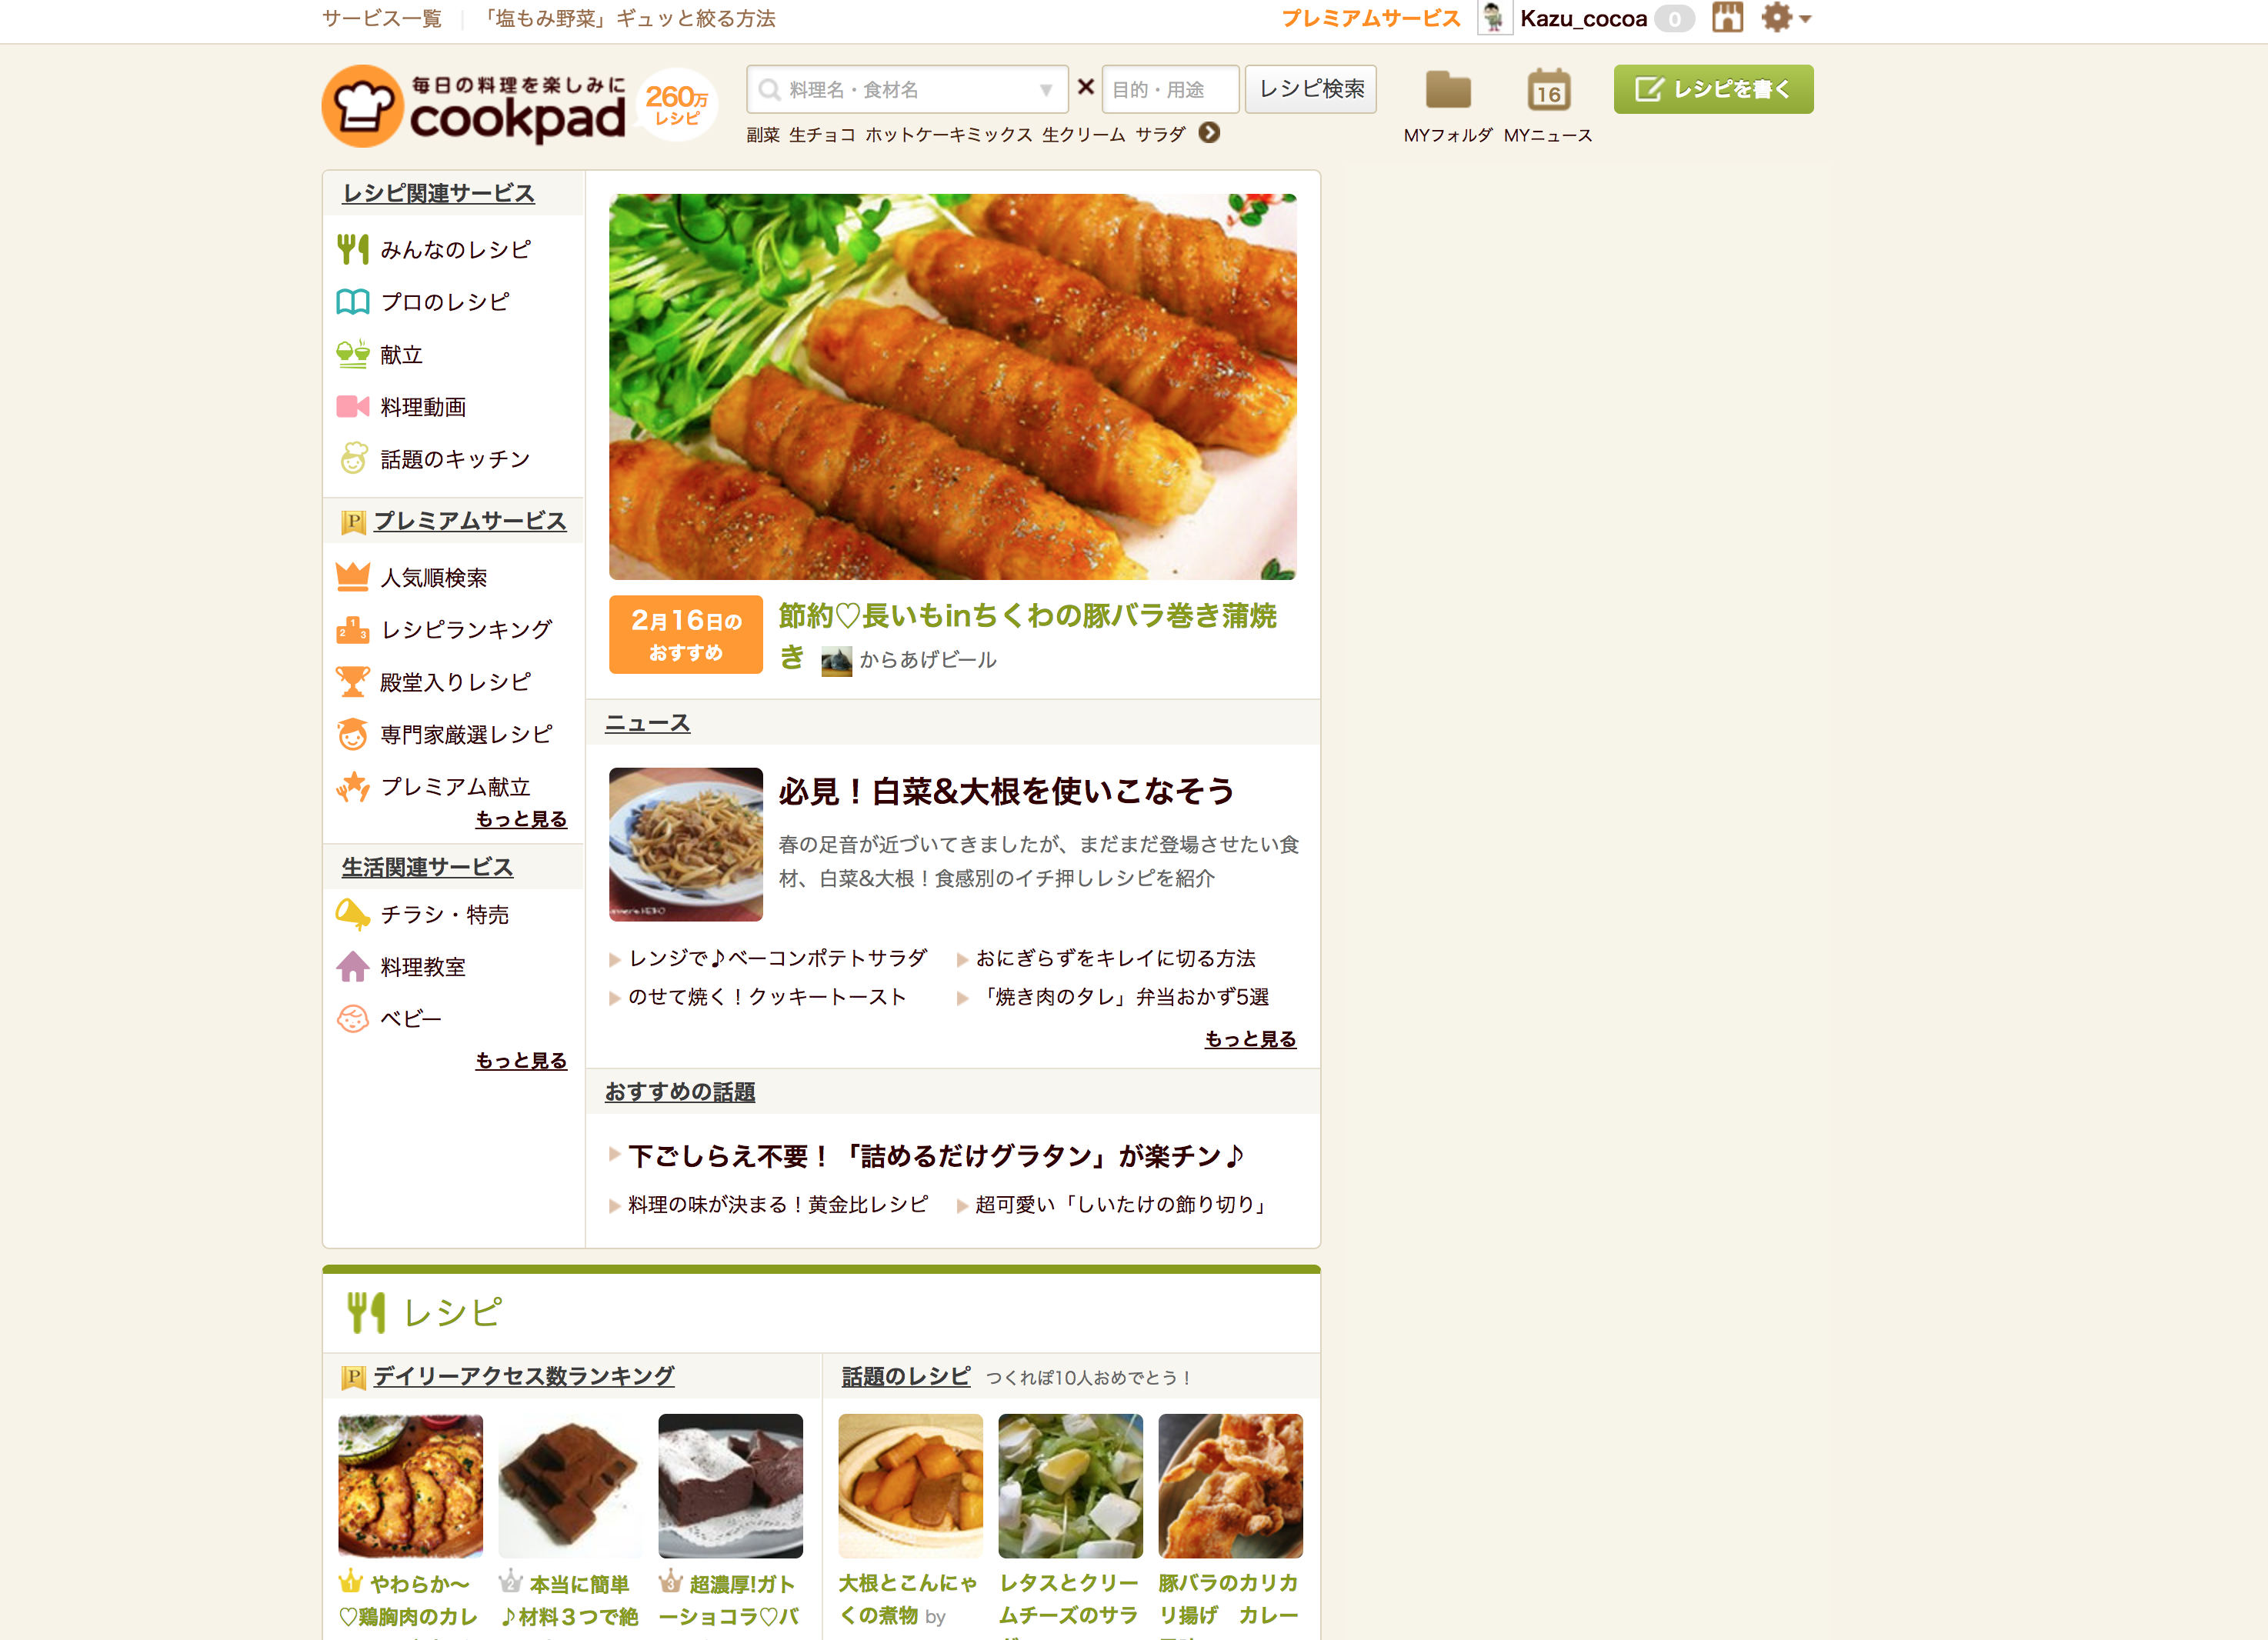 サービス一覧
「塩もみ野菜」ギュッと絞る方法
プレミアムサービス
Kazu_cocoa
0
毎日の料理を楽しみに
cookpad
260万
レシピ
料理名・食材名
×
目的・用途
レシピ検索
副菜 生チョコ ホットケーキミックス 生クリーム サラダ
16
MYフォルダ
MYニュース
レシピを書く
レシピ関連サービス
みんなのレシピ
プロのレシピ
献立
料理動画
話題のキッチン
P プレミアムサービス
人気順検索
1 2 3 レシピランキング
殿堂入りレシピ
専門家厳選レシピ
プレミアム献立
もっと見る
生活関連サービス
チラシ・特売
料理教室
ベビー
もっと見る
2月16日の
おすすめ
節約♡長いもinちくわの豚バラ巻き蒲焼
き からあげビール
ニュース
必見！白菜&大根を使いこなそう
春の足音が近づいてきましたが、まだまだ登場させたい食
材、白菜&大根！食感別のイチ押しレシピを紹介
レンジで♪ベーコンポテトサラダ
おにぎらずをキレイに切る方法
のせて焼く！クッキートースト
「焼き肉のタレ」弁当おかず5選
もっと見る
おすすめの話題
下ごしらえ不要！「詰めるだけグラタン」が楽チン♪
料理の味が決まる！黄金比レシピ
超可愛い「しいたけの飾り切り」
レシピ
P デイリーアクセス数ランキング
話題のレシピ つくれぽ10人おめでとう！
1 やわらか〜
♡鶏胸肉のカレ
2 本当に簡単
♪材料３つで絶
3 超濃厚!ガト
ーショコラ♡バ
大根とこんにゃ
くの煮物 by
レタスとクリー
ムチーズのサラ
豚バラのカリカ
リ揚げ　カレー